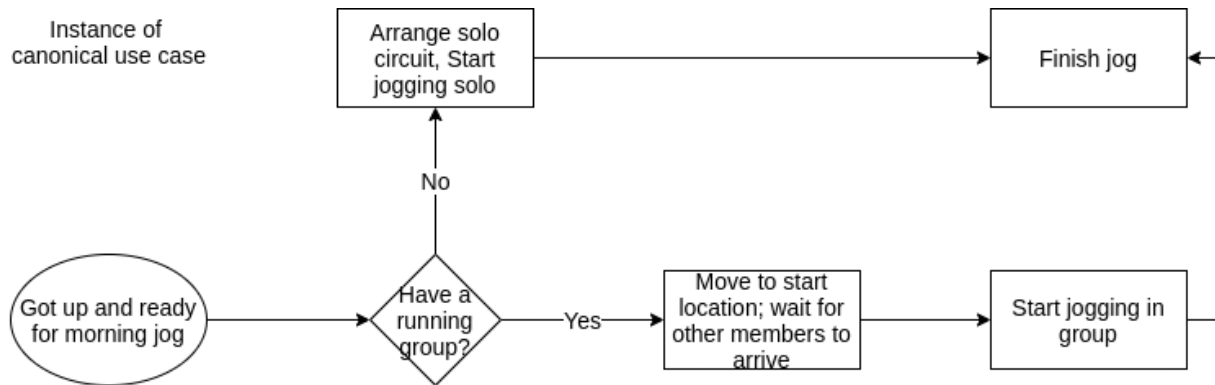 Instance of
canonical use case
Arrange solo
circuit, Start
jogging solo
Finish jog
No
Got up and ready
for morning jog
Have a
running
group?
Yes
Move to start
location; wait for
other members to
arrive
Start jogging in
group